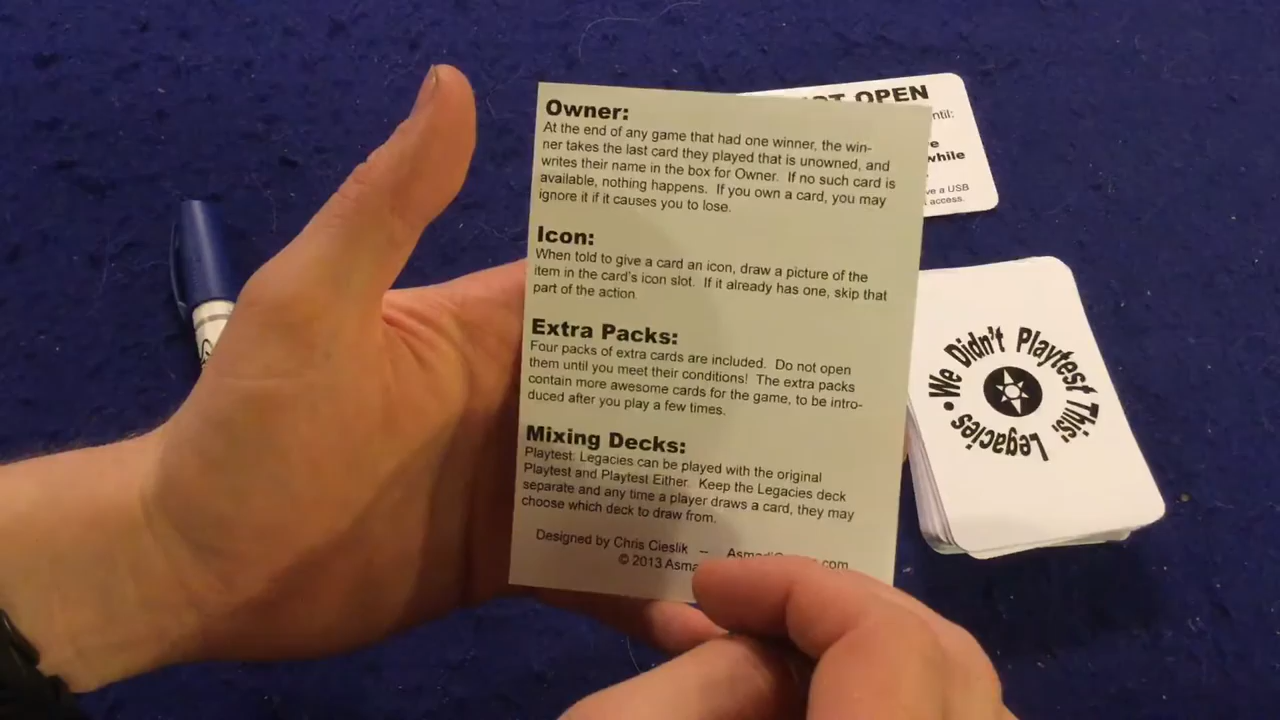 Owner:
At the end of any game that had one winner, the win-
ner takes the last card they played that is unowned, and
writes their name in the box for Owner. If no such card is
available, nothing happens. If you own a card, you may
ignore it if it causes you to lose.
Icon:
When told to give a card an icon, draw a picture of the
item in the card's icon slot. If it already has one, skip that
part of the action.
Extra Packs:
Four packs of extra cards are included. Do not open
them until you meet their conditions! The extra packs
contain more awesome cards for the game, to be intro-
duced after you play a few times.
Mixing Decks:
Playtest: Legacies can be played with the original
Playtest and Playtest Either. Keep the Legacies deck
separate and any time a player draws a card, they may
choose which deck to draw from.
Designed by Chris Cieslik --
© 2013
OPEN
while
a USB
access.
We Didn't Playtest This: Legacies •